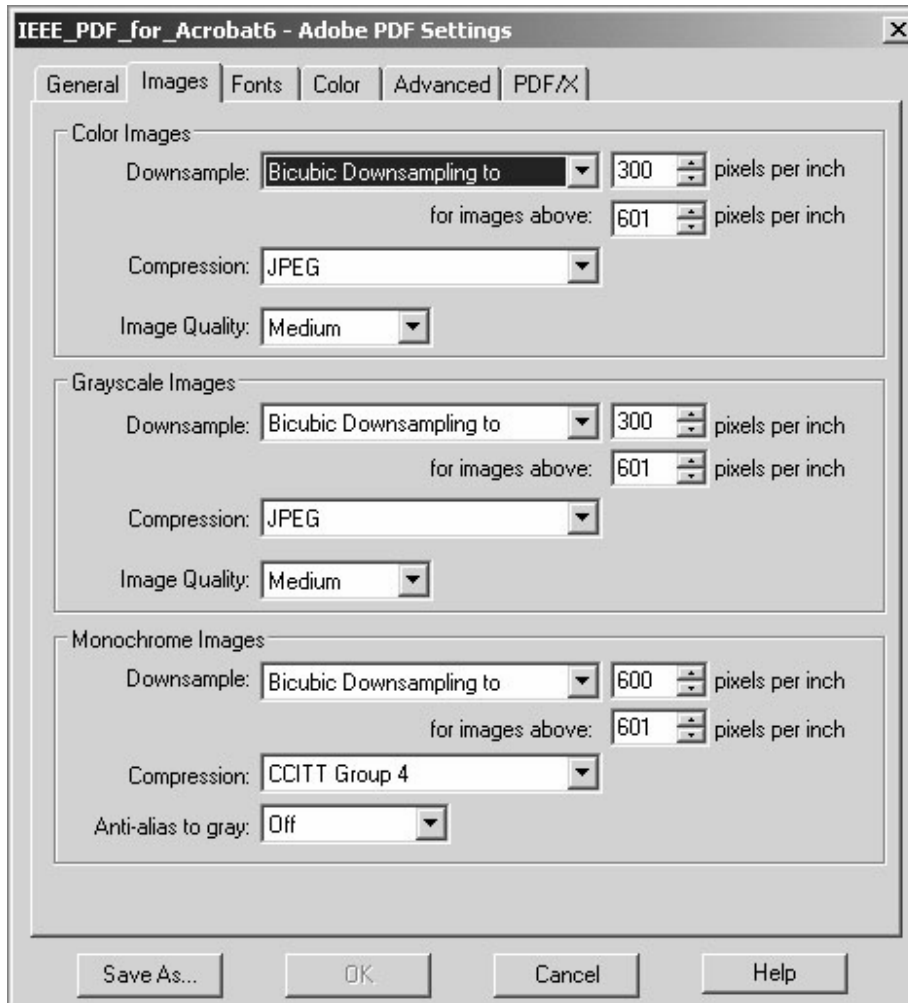 IEEE_PDF_for_Acrobat6 - Adobe PDF Settings
General Images Fonts Color Advanced PDF/X
Color Images
Downsample: Bicubic Downsampling to 300 pixels per inch
for images above: 601 pixels per inch
Compression: JPEG
Image Quality: Medium
Grayscale Images
Downsample: Bicubic Downsampling to 300 pixels per inch
for images above: 601 pixels per inch
Compression: JPEG
Image Quality: Medium
Monochrome Images
Downsample: Bicubic Downsampling to 600 pixels per inch
for images above: 601 pixels per inch
Compression: CCITT Group 4
Anti-alias to gray: Off
Save As... OK Cancel Help